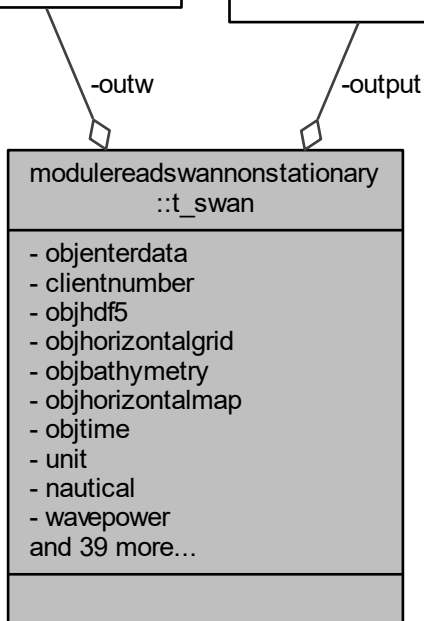 -outw
-output
modulereadswannonstationary
::t_swan
- objenterdata
- clientnumber
- objhdf5
- objhorizontalgrid
- objbathymetry
- objhorizontalmap
- objtime
- unit
- nautical
- wavepower
and 39 more...